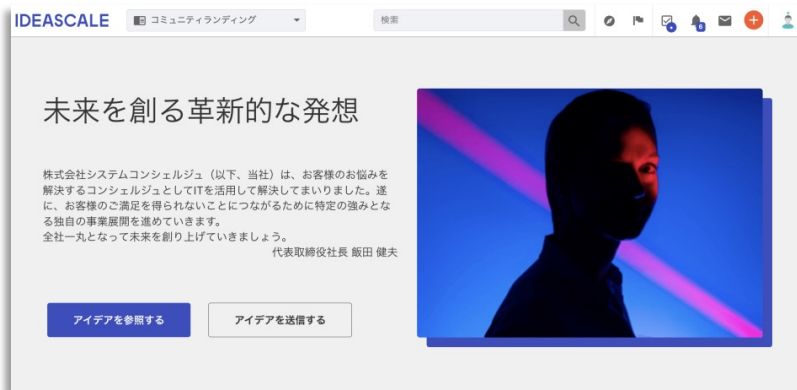 IDEASCALE
コミュニティランディング
検索
未来を創る革新的な発想
株式会社システムコンシェルジュ（以下、当社）は、お客様のお悩みを
解決するコンシェルジュとしてITを活用して解決してまいりました。遂
に、お客様のご満足を得られないことにつながるために特定の強みとな
る独自の事業展開を進めていきます。
全社一丸となって未来を創り上げていきましょう。
代表取締役社長 飯田 健夫
アイデアを参照する
アイデアを送信する